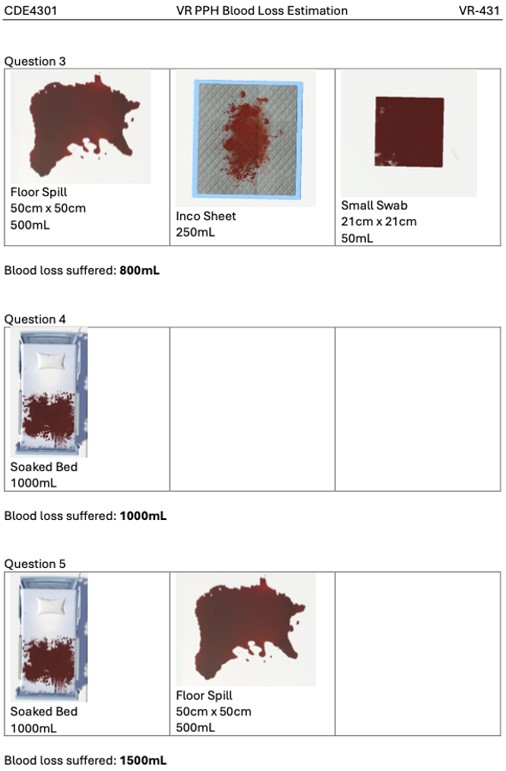 CDE4301 VR PPH Blood Loss Estimation VR-431
Question 3
Floor Spill
50cm x 50cm
500mL
Inco Sheet
250mL
Small Swab
21cm x 21cm
50mL
Blood loss suffered: 800mL
Question 4
Soaked Bed
1000mL
Blood loss suffered: 1000mL
Question 5
Soaked Bed
1000mL
Floor Spill
50cm x 50cm
500mL
Blood loss suffered: 1500mL